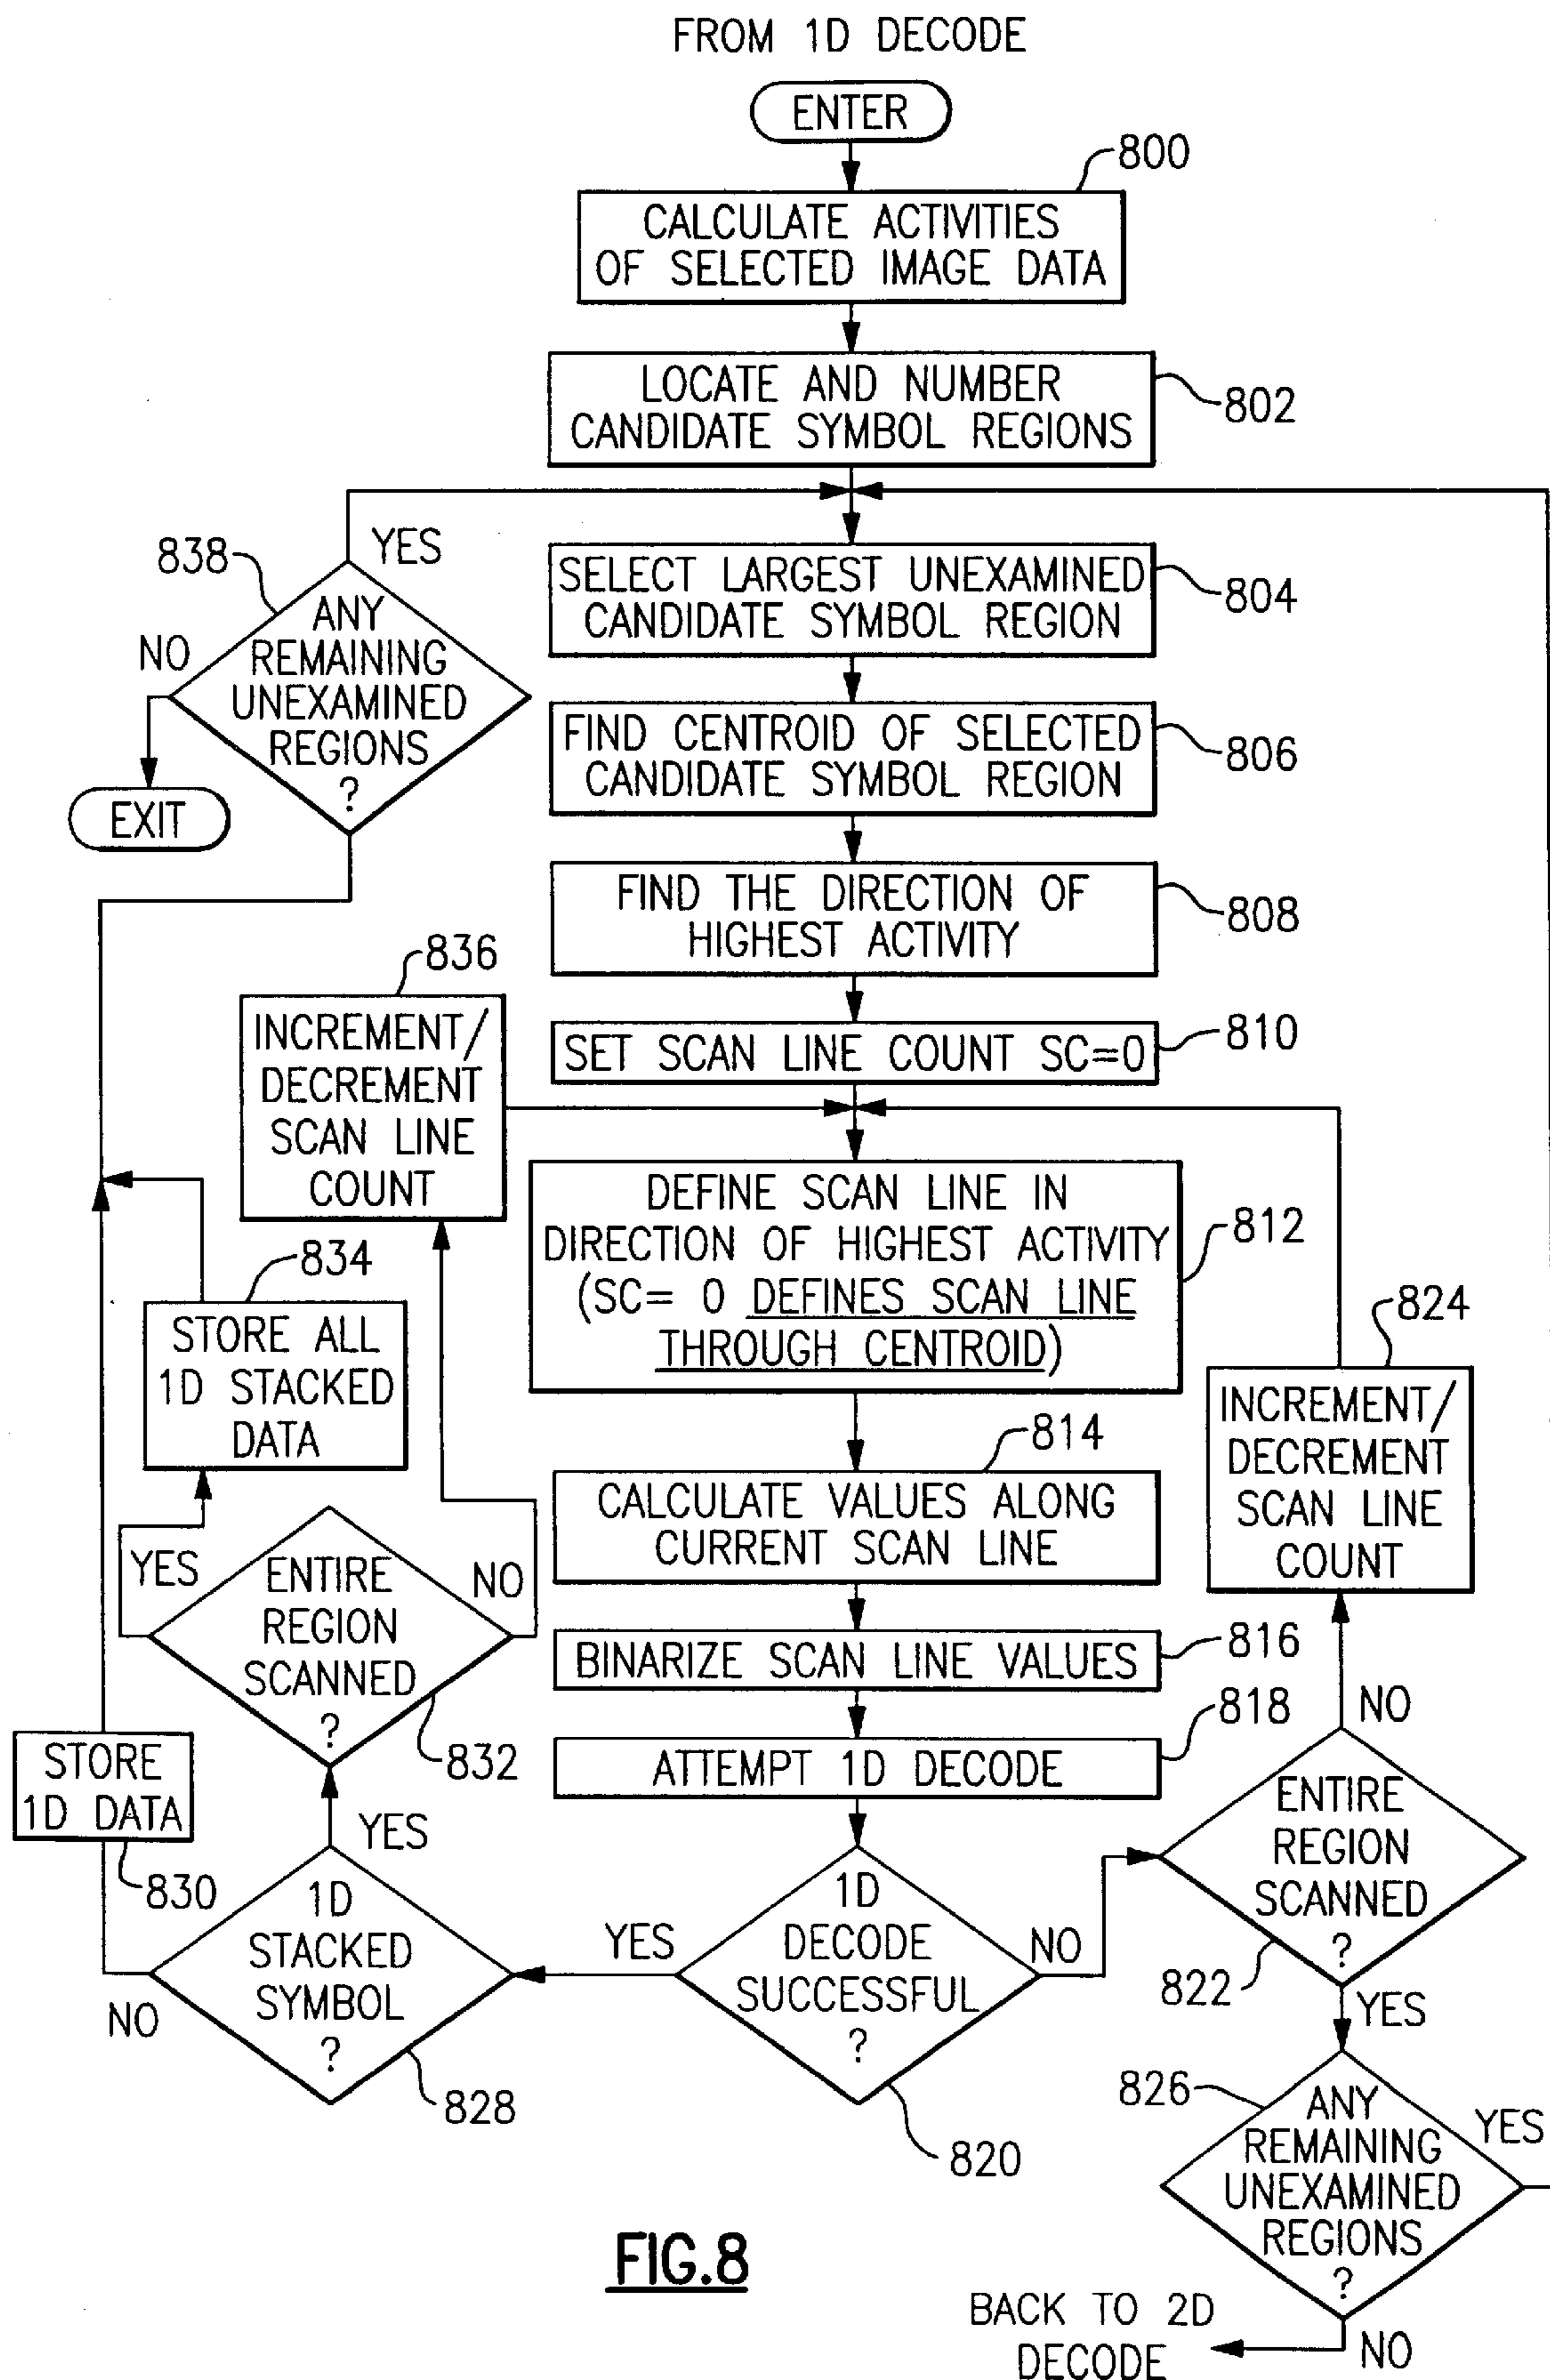 FROM 1D DECODE
ENTER
800
CALCULATE ACTIVITIES
OF SELECTED IMAGE DATA
LOCATE AND NUMBER
CANDIDATE SYMBOL REGIONS
802
838
YES
ANY
REMAINING
UNEXAMINED
REGIONS
?
NO
EXIT
SELECT LARGEST UNEXAMINED
CANDIDATE SYMBOL REGION
804
FIND CENTROID OF SELECTED
CANDIDATE SYMBOL REGION
806
FIND THE DIRECTION OF
HIGHEST ACTIVITY
808
836
INCREMENT/
DECREMENT
SCAN LINE
COUNT
SET SCAN LINE COUNT SC=0
810
DEFINE SCAN LINE IN
DIRECTION OF HIGHEST ACTIVITY
(SC= 0 DEFINES SCAN LINE
THROUGH CENTROID)
812
834
STORE ALL
1D STACKED
DATA
824
INCREMENT/
DECREMENT
SCAN LINE
COUNT
814
CALCULATE VALUES ALONG
CURRENT SCAN LINE
YES
ENTIRE
REGION
SCANNED
?
NO
832
BINARIZE SCAN LINE VALUES
816
818
ATTEMPT 1D DECODE
STORE
1D DATA
830
YES
1D
STACKED
SYMBOL
?
NO
828
YES
1D
DECODE
SUCCESSFUL
?
NO
820
NO
ENTIRE
REGION
SCANNED
?
822
YES
826
ANY
REMAINING
UNEXAMINED
REGIONS
?
YES
NO
BACK TO 2D
DECODE
FIG.8